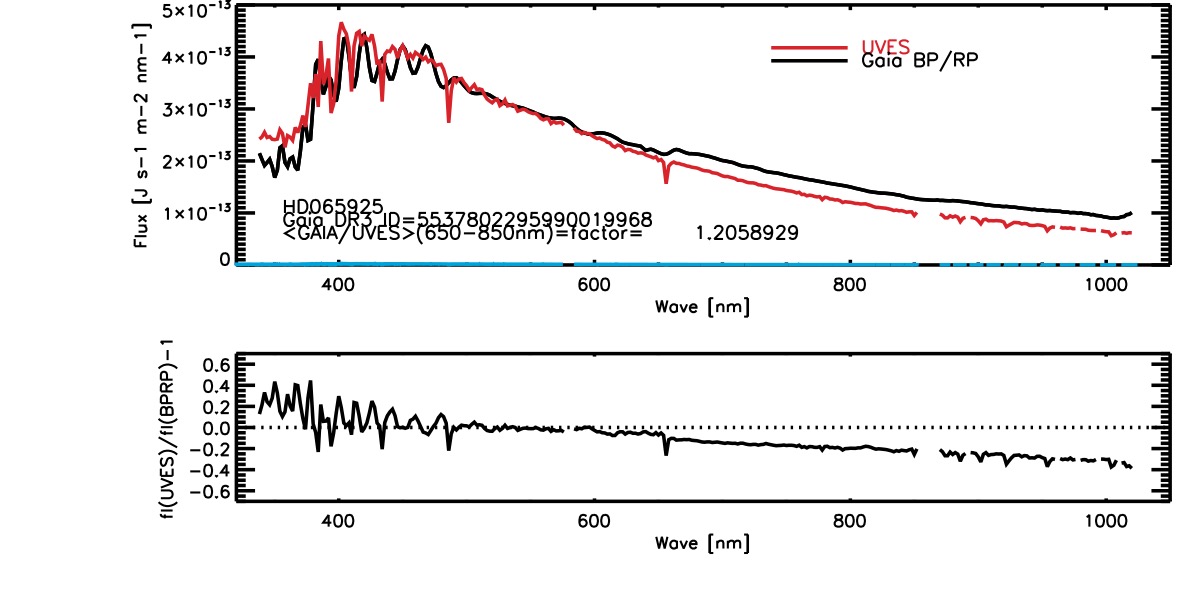 5×10−13
4×10−13
3×10−13
2×10−13
1×10−13
0
Flux [J s−1 m−2 nm−1]
UVES
Gaia BP/RP
HD065925
Gaia DR3 ID=5537802295990019968
<GAIA/UVES>(650−850nm)=factor= 1.2058929
400 600 800 1000
Wave [nm]
fl(UVES)/fl(BPRP)−1
0.6
0.4
0.2
0.0
−0.2
−0.4
−0.6
400 600 800 1000
Wave [nm]